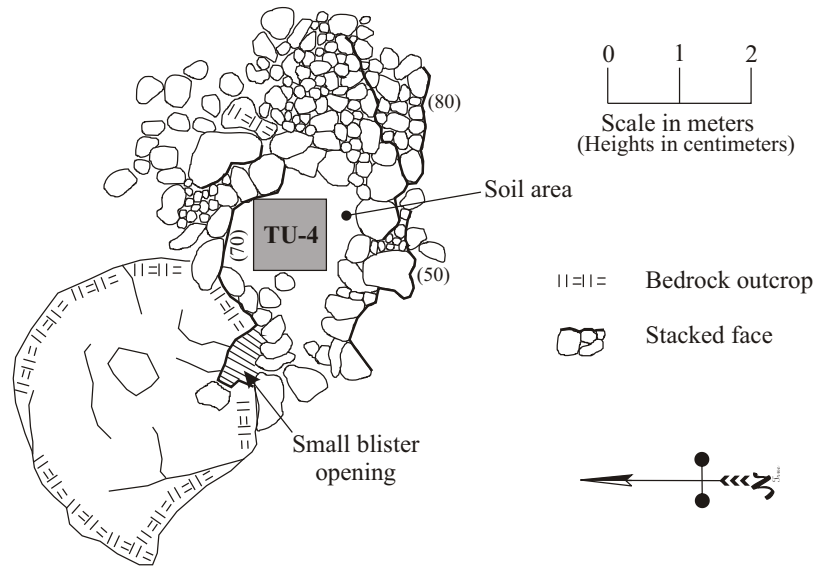 0 1 2
Scale in meters
(Heights in centimeters)
(80)
Soil area
TU-4
(70)
(50)
Bedrock outcrop
Stacked face
Small blister
opening
N